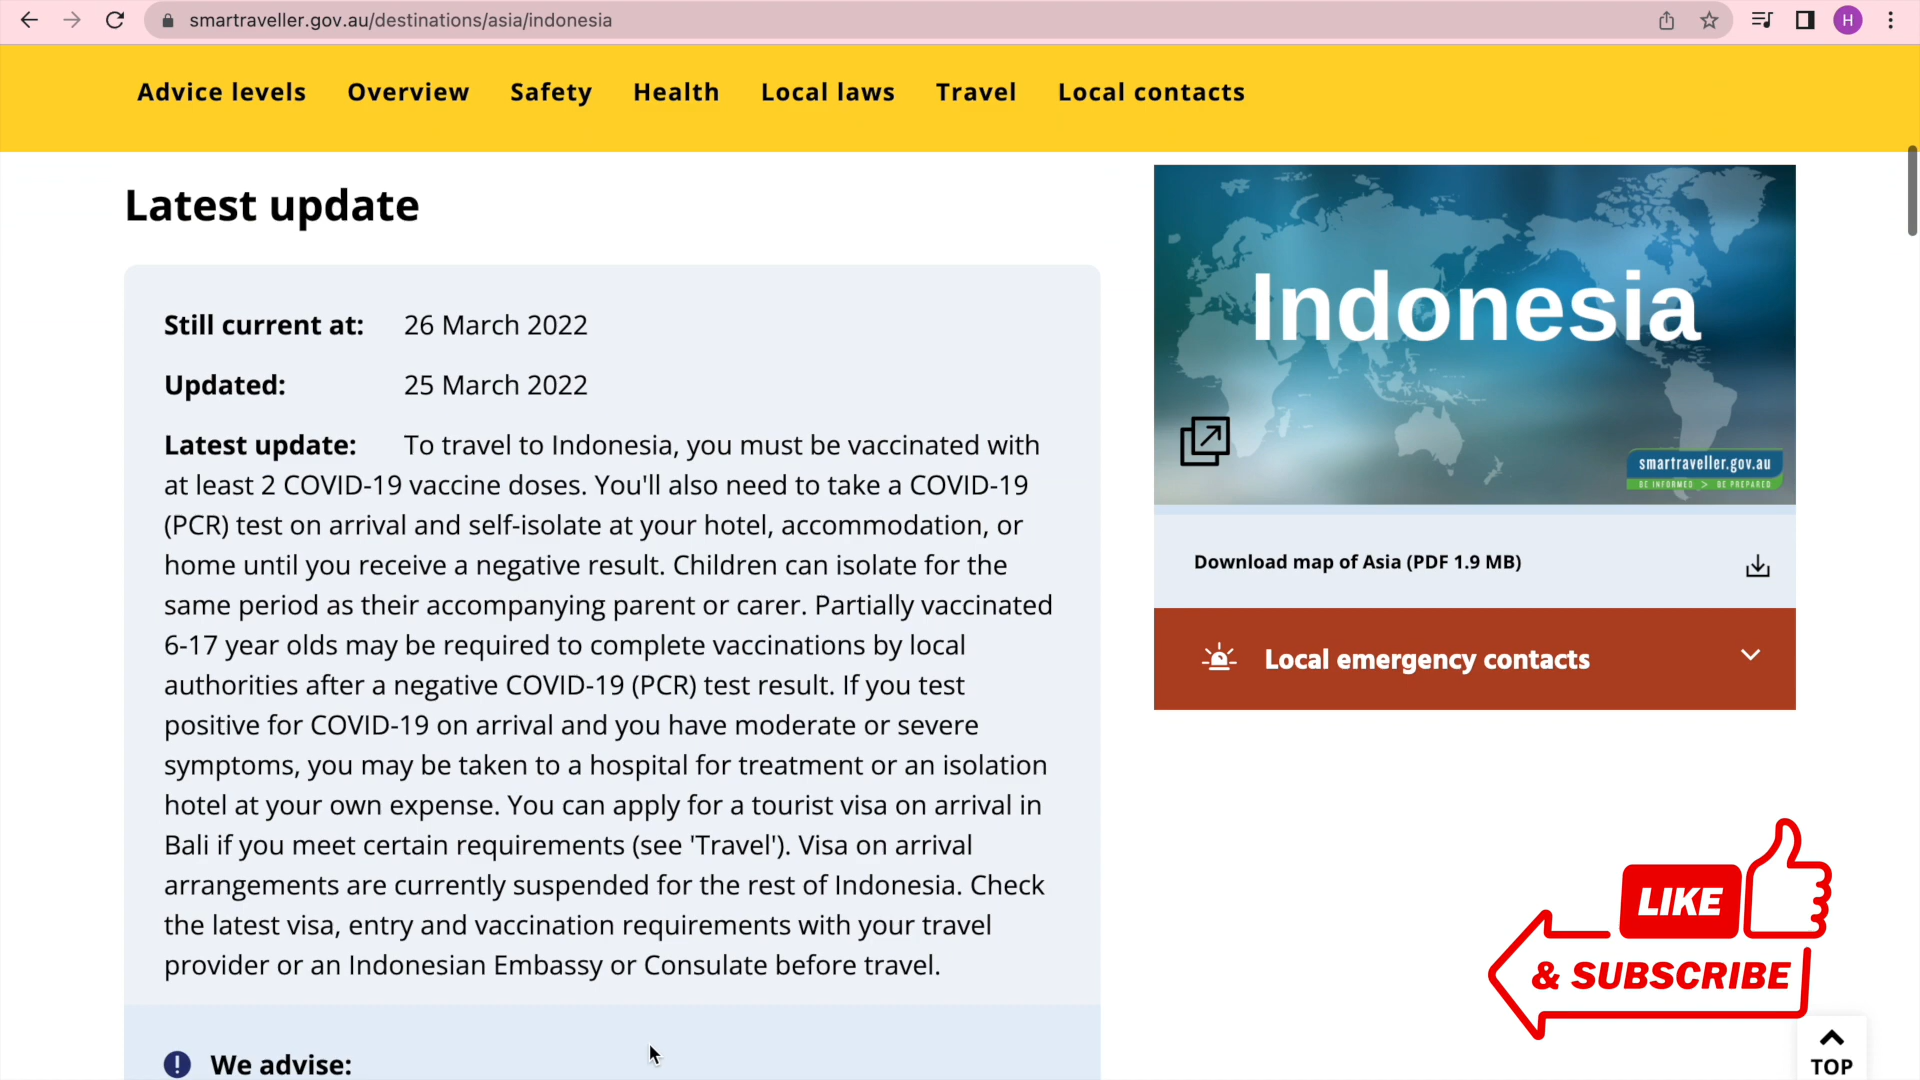 smartraveller.gov.au/destinations/asia/indonesia
H
Advice levels Overview Safety Health Local laws Travel Local contacts
Latest update
Still current at: 26 March 2022
Updated: 25 March 2022
Latest update: To travel to Indonesia, you must be vaccinated with
at least 2 COVID-19 vaccine doses. You'll also need to take a COVID-19
(PCR) test on arrival and self-isolate at your hotel, accommodation, or
home until you receive a negative result. Children can isolate for the
same period as their accompanying parent or carer. Partially vaccinated
6-17 year olds may be required to complete vaccinations by local
authorities after a negative COVID-19 (PCR) test result. If you test
positive for COVID-19 on arrival and you have moderate or severe
symptoms, you may be taken to a hospital for treatment or an isolation
hotel at your own expense. You can apply for a tourist visa on arrival in
Bali if you meet certain requirements (see 'Travel'). Visa on arrival
arrangements are currently suspended for the rest of Indonesia. Check
the latest visa, entry and vaccination requirements with your travel
provider or an Indonesian Embassy or Consulate before travel.
! We advise:
Indonesia
smartraveller.gov.au
BE INFORMED > BE PREPARED
Download map of Asia (PDF 1.9 MB)
Local emergency contacts
LIKE
& SUBSCRIBE
TOP